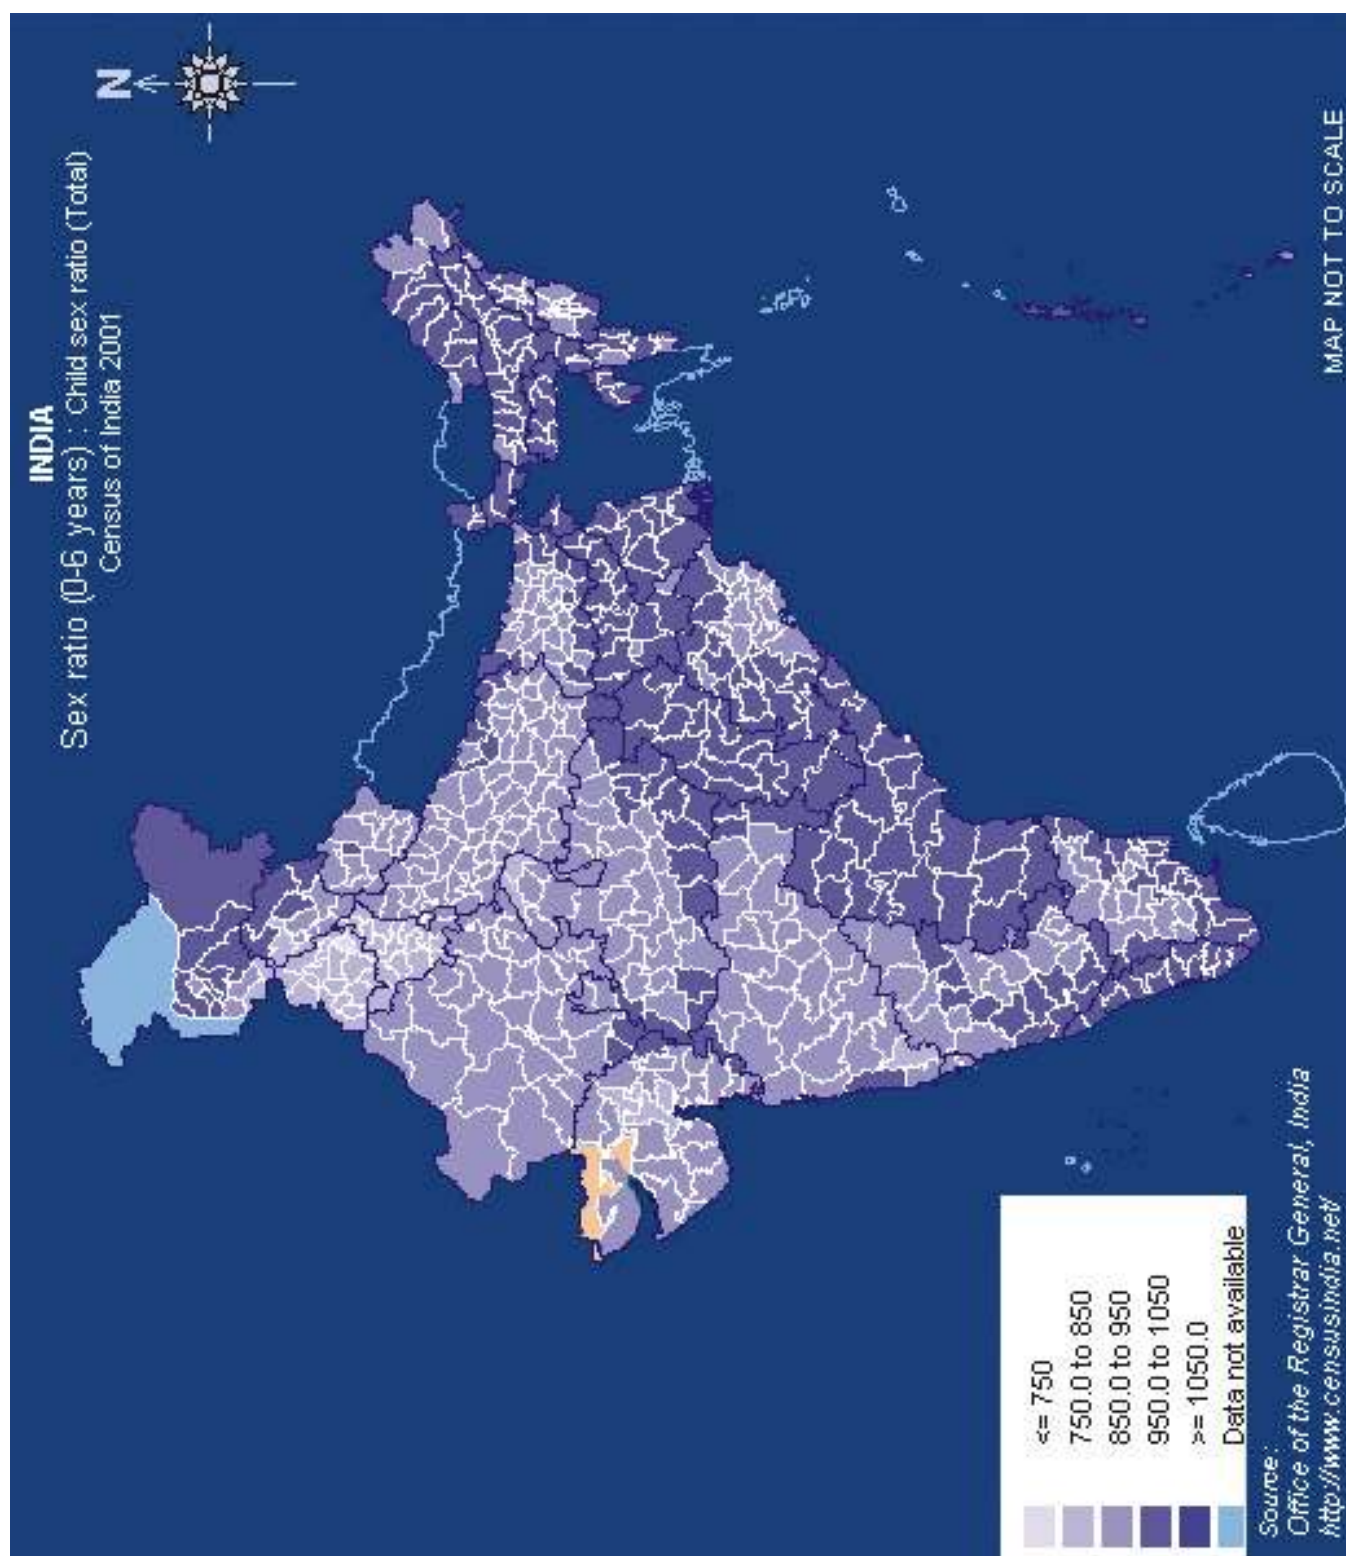 INDIA
Sex ratio (0-6 years) : Child sex ratio (Total)
Census of India 2001
N
<= 750
750.0 to 850
850.0 to 950
950.0 to 1050
>= 1050.0
Data not available
Source:
Office of the Registrar General, India
http://www.censusindia.net/
MAP NOT TO SCALE